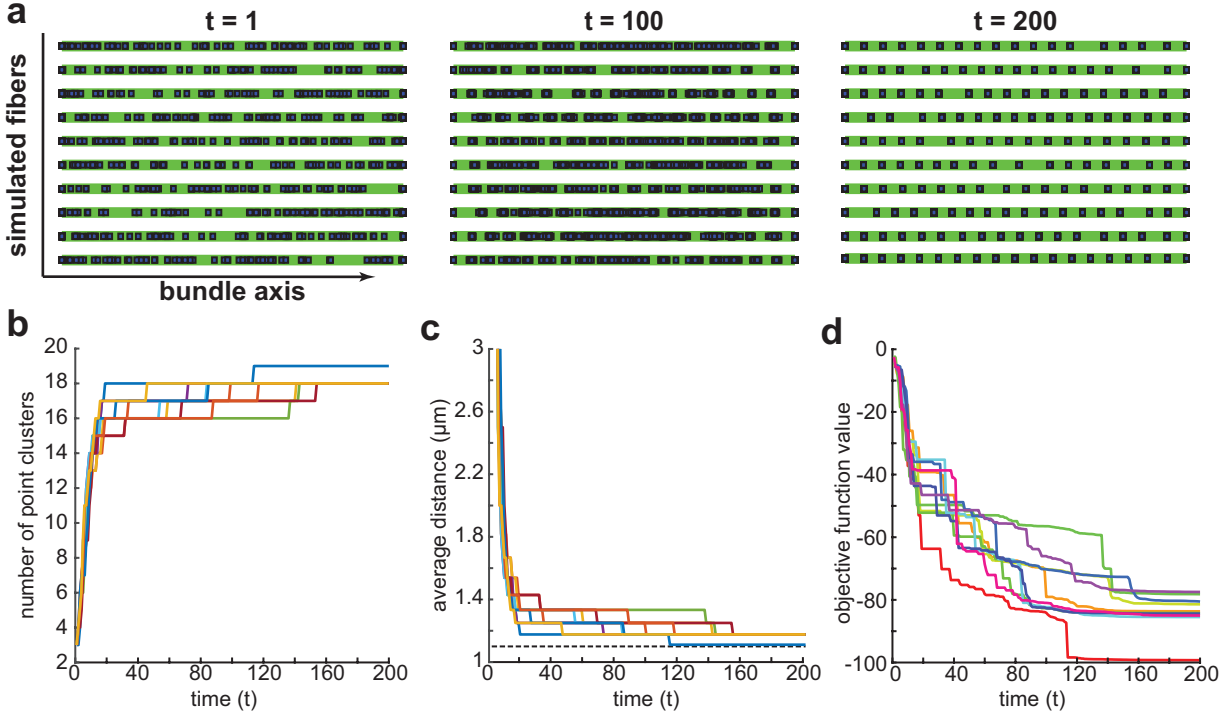 a
t = 1
t = 100
t = 200
simulated fibers
bundle axis
b
number of point clusters
20
18
16
14
12
10
8
6
4
2
0
40
80
120
160
200
time (t)
c
average distance (µm)
3
2.6
2.2
1.8
1.4
1
0
40
80
120
160
200
time (t)
d
objective function value
0
-20
-40
-60
-80
-100
0
40
80
120
160
200
time (t)